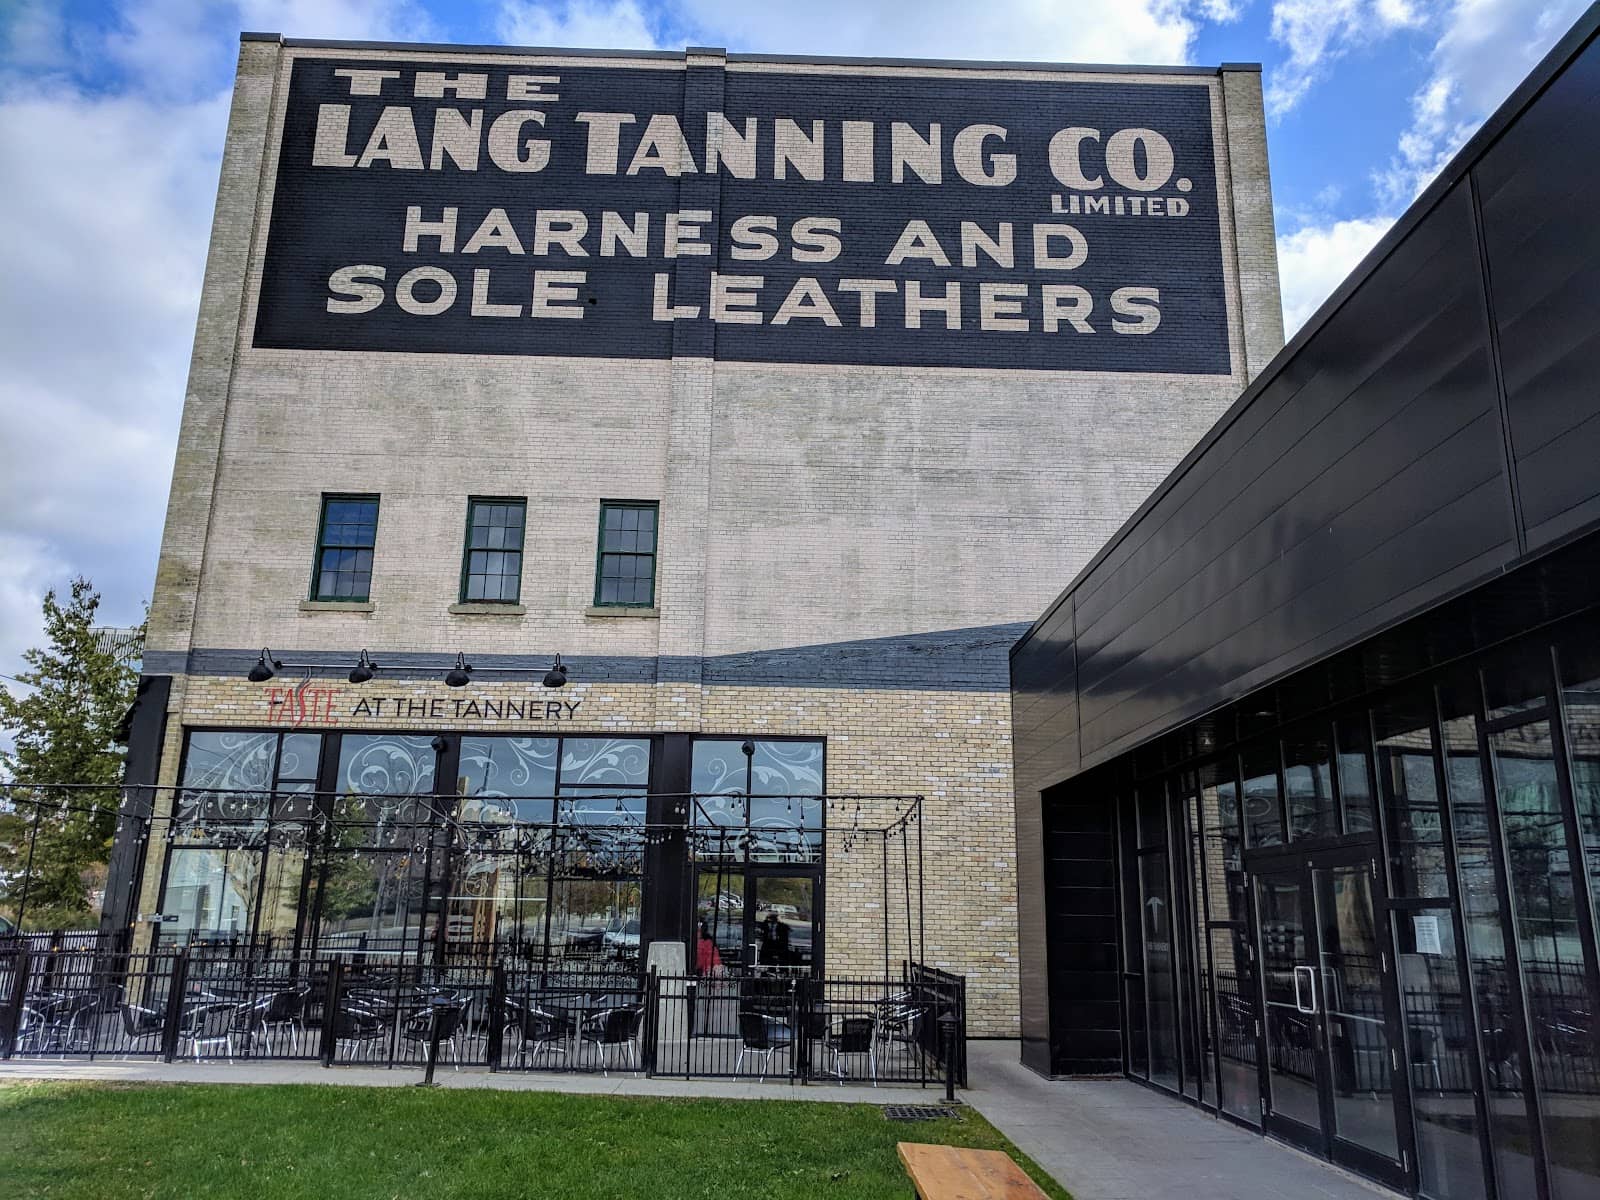 THE
LANG TANNING CO.
LIMITED
HARNESS AND
SOLE LEATHERS
TASTE AT THE TANNERY